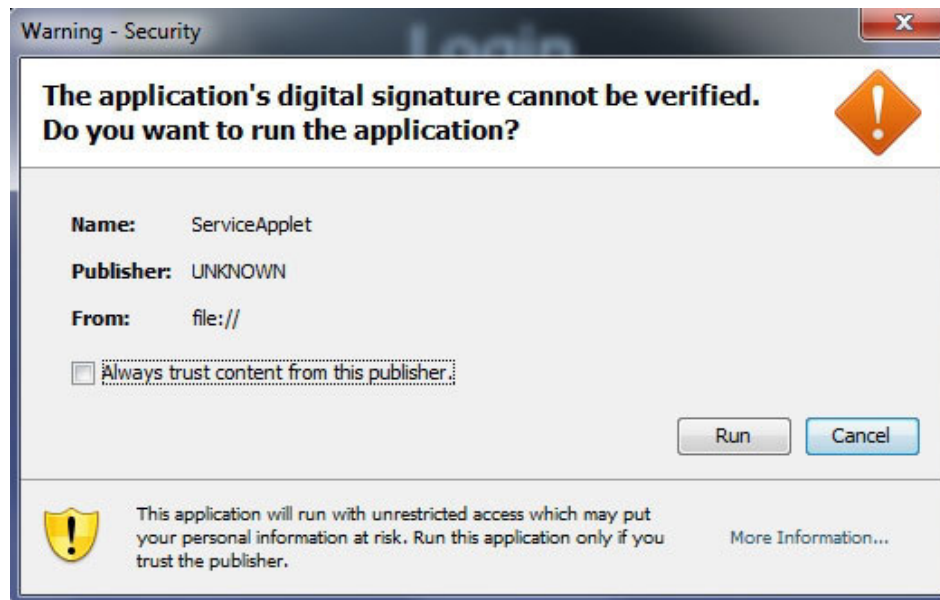 Warning - Security
Login
The application's digital signature cannot be verified.
Do you want to run the application?
Name: ServiceApplet
Publisher: UNKNOWN
From: file://
Always trust content from this publisher.
Run Cancel
This application will run with unrestricted access which may put
your personal information at risk. Run this application only if you
trust the publisher.
More Information...